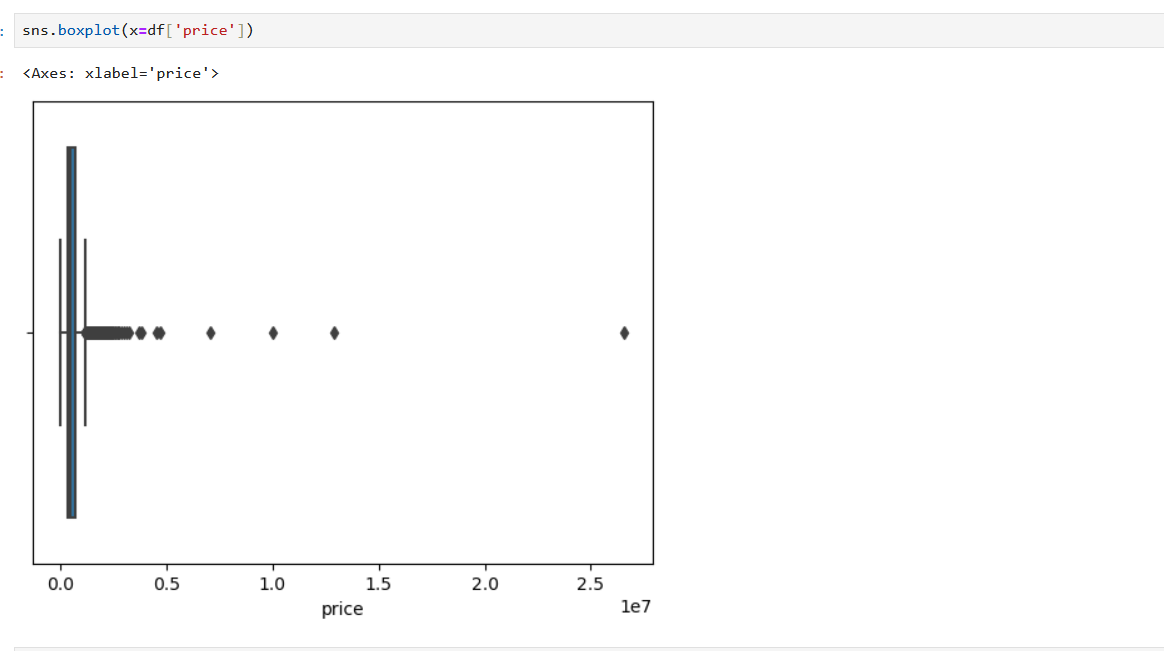 : sns.boxplot(x=df['price'])
: <Axes: xlabel='price'>
0.0 0.5 1.0 1.5 2.0 2.5
1e7
price